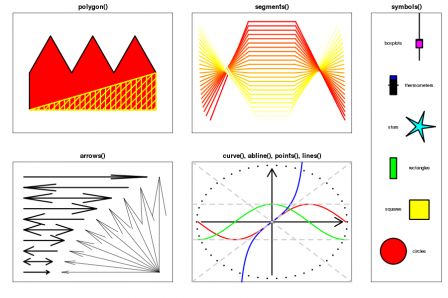 polygon()
segments()
symbols()
boxplots
thermometers
stars
rectangles
squares
circles
arrows()
curve(), abline(), points(), lines()